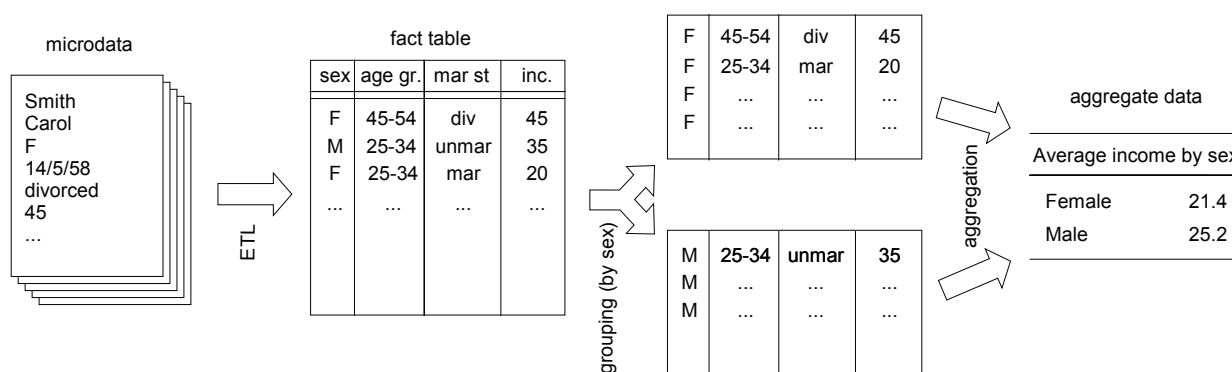 microdata
Smith
Carol
F
14/5/58
divorced
45
...
ETL
fact table
sex age gr. mar st inc.
F 45-54 div 45
M 25-34 unmar 35
F 25-34 mar 20
... ... ... ...
grouping (by sex)
F 45-54 div 45
F 25-34 mar 20
F ... ... ...
F ... ... ...
M 25-34 unmar 35
M ... ... ...
M ... ... ...
aggregation
aggregate data
Average income by sex
Female 21.4
Male 25.2